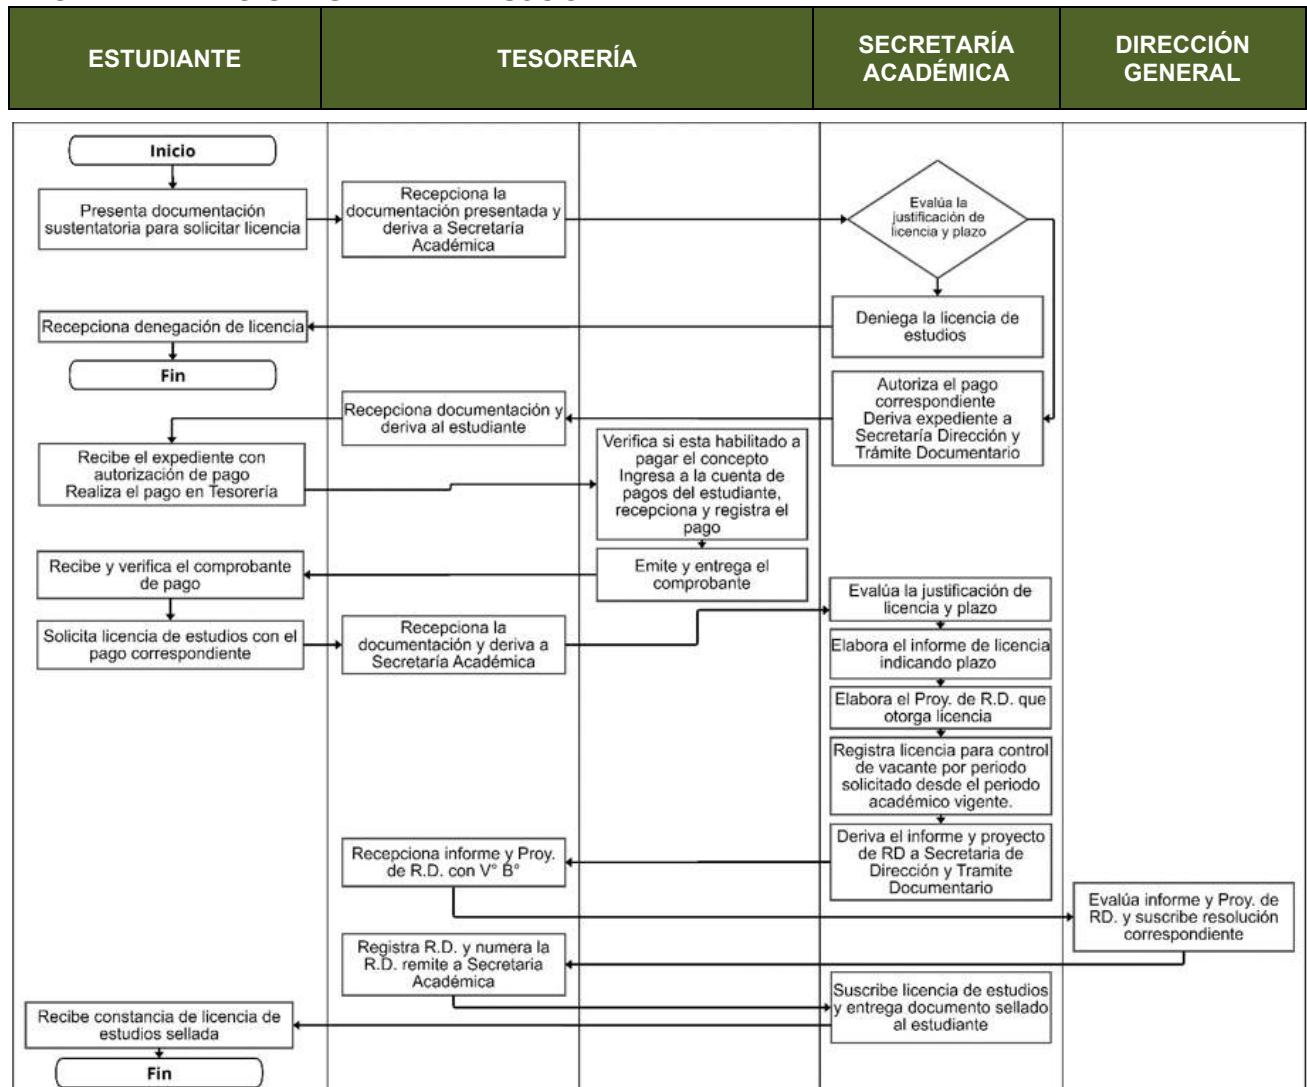 ESTUDIANTE
TESORERÍA
SECRETARÍA
ACADÉMICA
DIRECCIÓN
GENERAL
Inicio
Presenta documentación
sustentatoria para solicitar licencia
Recepciona la
documentación presentada y
deriva a Secretaría
Académica
Evalúa la
justificación de
licencia y plazo
Deniega la licencia de
estudios
Recepciona denegación de licencia
Fin
Autoriza el pago
correspondiente
Deriva expediente a
Secretaría Dirección y
Trámite Documentario
Recepciona documentación y
deriva al estudiante
Recibe el expediente con
autorización de pago
Realiza el pago en Tesorería
Verifica si esta habilitado a
pagar el concepto
Ingresa a la cuenta de
pagos del estudiante,
recepciona y registra el
pago
Emite y entrega el
comprobante
Recibe y verifica el comprobante
de pago
Solicita licencia de estudios con el
pago correspondiente
Recepciona la
documentación y deriva a
Secretaría Académica
Evalúa la justificación de
licencia y plazo
Elabora el informe de licencia
indicando plazo
Elabora el Proy. de R.D. que
otorga licencia
Registra licencia para control
de vacante por periodo
solicitado desde el periodo
académico vigente.
Deriva el informe y proyecto
de RD a Secretaria de
Dirección y Tramite
Documentario
Recepciona informe y Proy.
de R.D. con V° B°
Evalúa informe y Proy. de
RD. y suscribe resolución
correspondiente
Registra R.D. y numera la
R.D. remite a Secretaria
Académica
Suscribe licencia de estudios
y entrega documento sellado
al estudiante
Recibe constancia de licencia de
estudios sellada
Fin